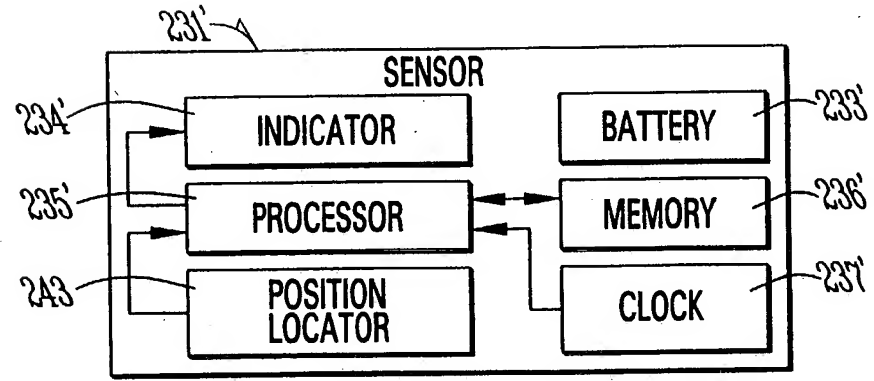 231'
SENSOR
234'
INDICATOR
BATTERY
233'
235'
PROCESSOR
MEMORY
236'
243
POSITION
LOCATOR
CLOCK
237'